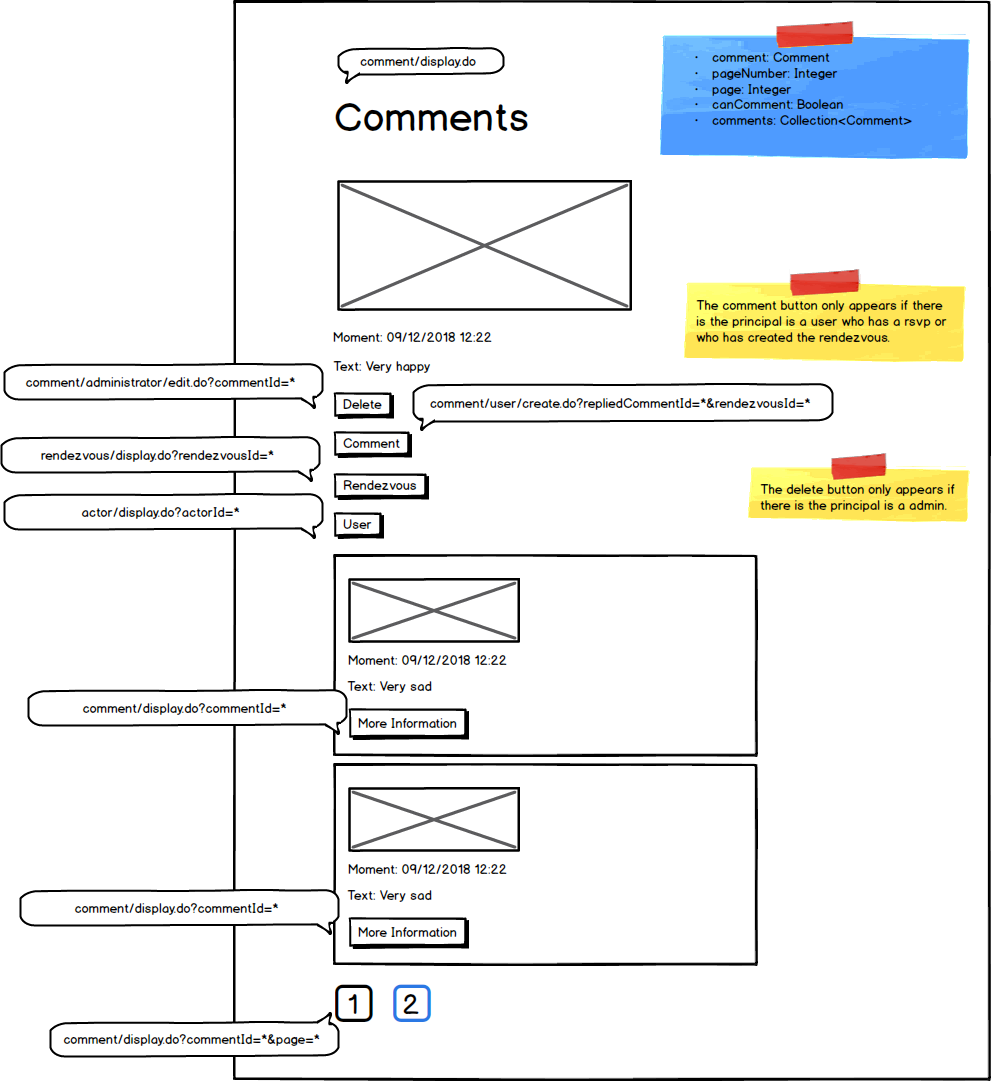 comment/display.do
Comments
· comment: Comment
· pageNumber: Integer
· page: Integer
· canComment: Boolean
· comments: Collection<Comment>
The comment button only appears if there
is the principal is a user who has a rsvp or
who has created the rendezvous.
Moment: 09/12/2018 12:22
Text: Very happy
comment/administrator/edit.do?commentId=*
Delete
comment/user/create.do?repliedCommentId=*&rendezvousId=*
Comment
rendezvous/display.do?rendezvousId=*
Rendezvous
The delete button only appears if
there is the principal is a admin.
actor/display.do?actorId=*
User
Moment: 09/12/2018 12:22
Text: Very sad
comment/display.do?commentId=*
More Information
Moment: 09/12/2018 12:22
Text: Very sad
comment/display.do?commentId=*
More Information
1 2
comment/display.do?commentId=*&page=*